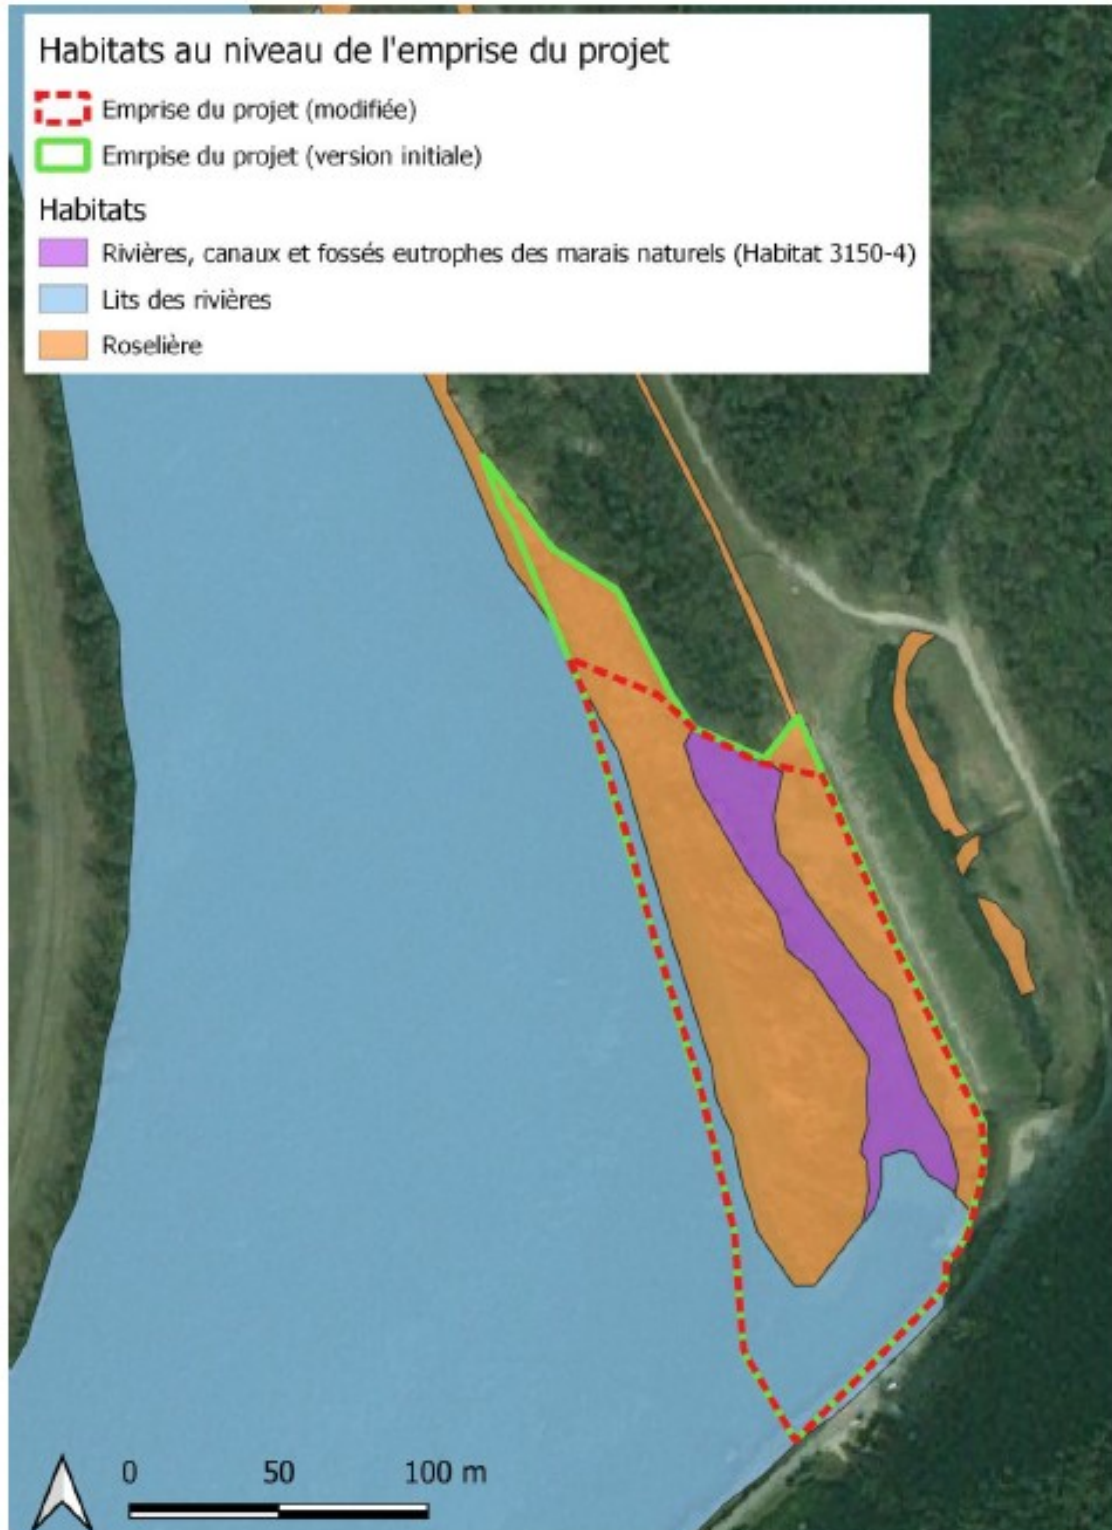 Habitats au niveau de l'emprise du projet
Emprise du projet (modifiée)
Emrpise du projet (version initiale)
Habitats
Rivières, canaux et fossés eutrophes des marais naturels (Habitat 3150-4)
Lits des rivières
Roselière
0 50 100 m